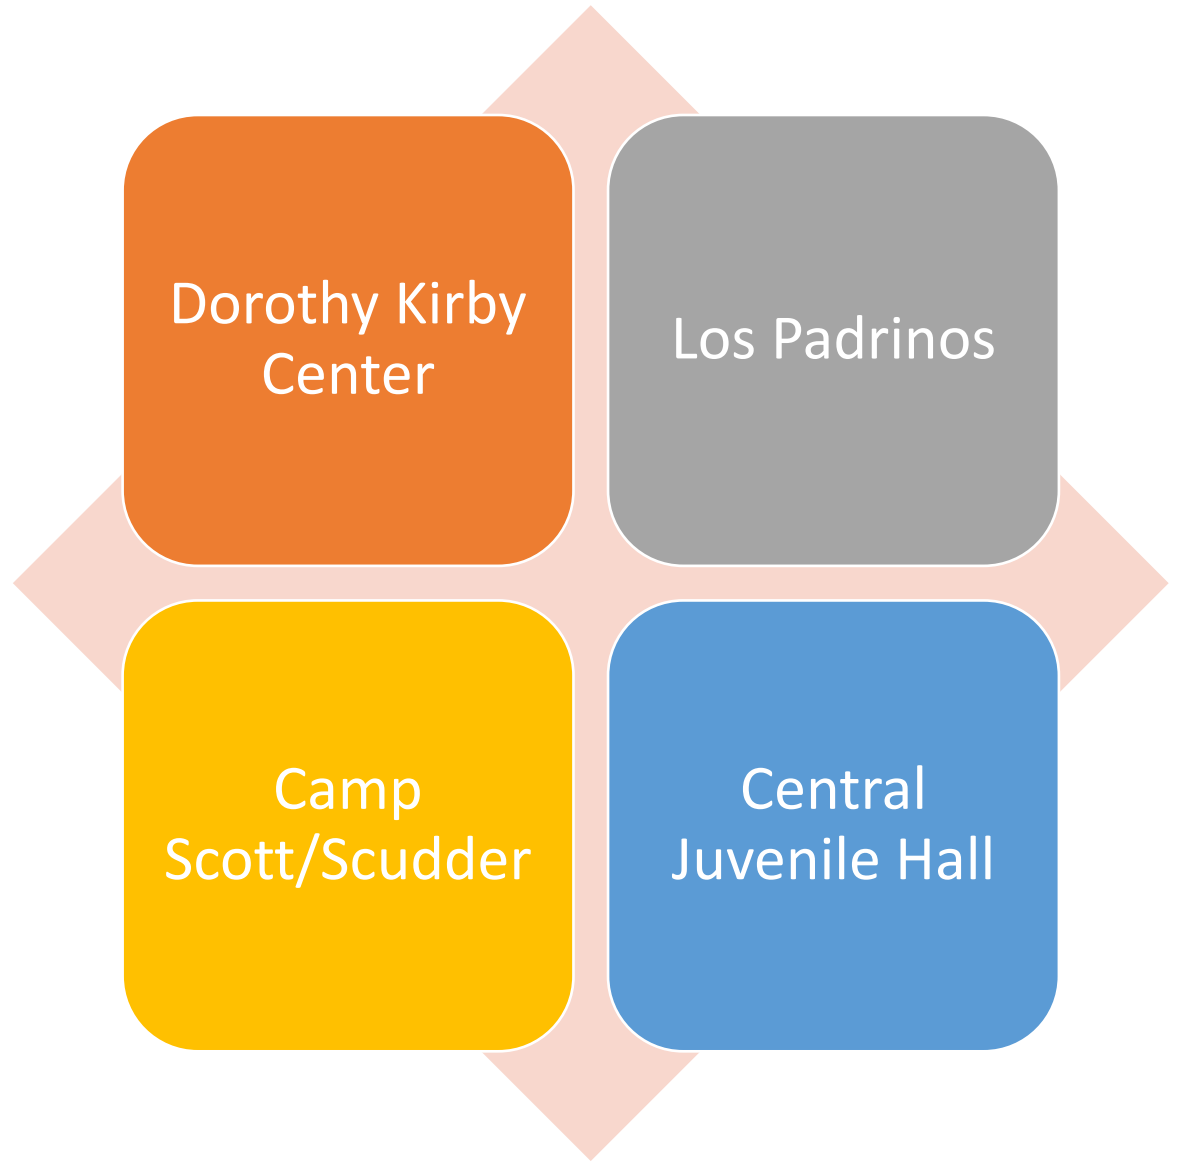 Dorothy Kirby
Center
Los Padrinos
Camp
Scott/Scudder
Central
Juvenile Hall